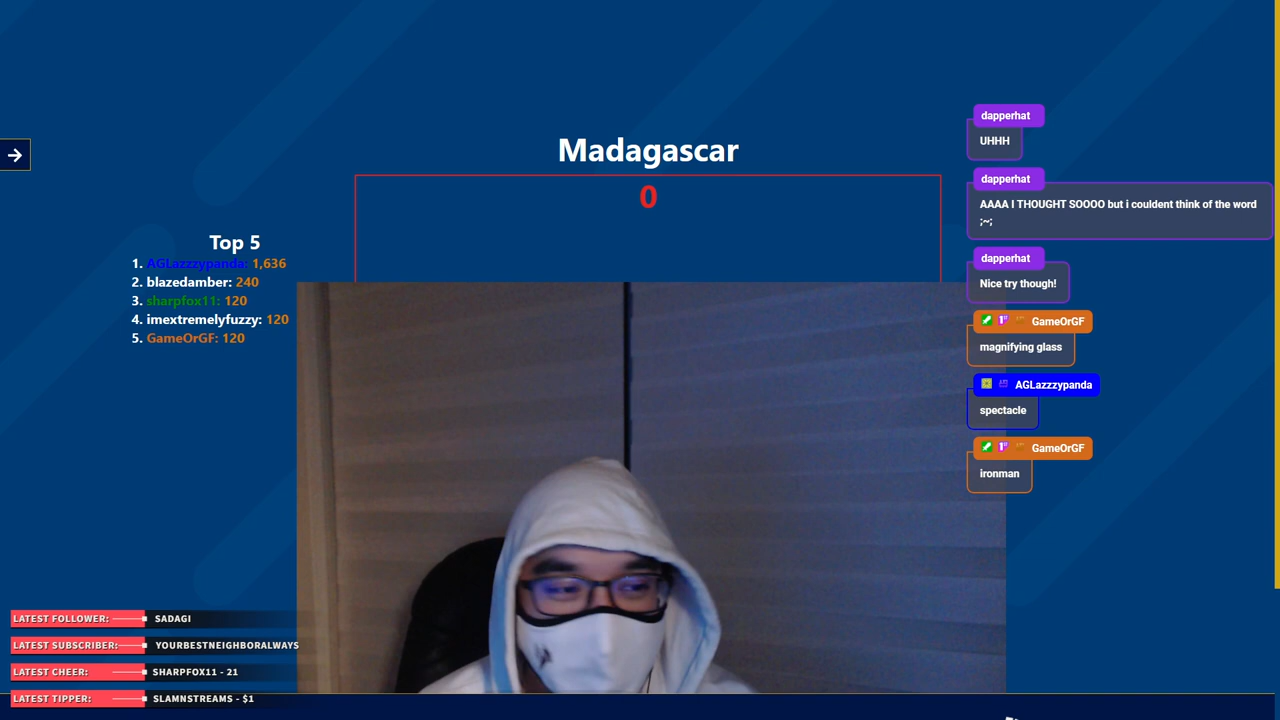 Madagascar
0
Top 5
1. AGLazzzypanda: 1,636
2. blazedamber: 240
3. sharpfox11: 120
4. imextremelyfuzzy: 120
5. GameOrGF: 120
dapperhat
UHHH
dapperhat
AAAA I THOUGHT SOOOO but i couldent think of the word
;~;
dapperhat
Nice try though!
GameOrGF
magnifying glass
AGLazzzypanda
spectacle
GameOrGF
ironman
LATEST FOLLOWER: SADAGI
LATEST SUBSCRIBER: YOURBESTNEIGHBORALWAYS
LATEST CHEER: SHARPFOX11 - 21
LATEST TIPPER: SLAMNSTREAMS - $1